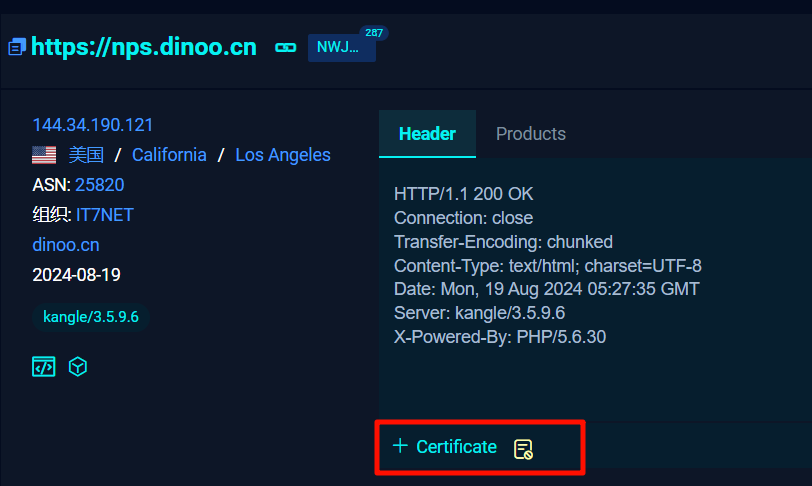 https://nps.dinoo.cn NWJ... 287
144.34.190.121
美国 / California / Los Angeles
ASN: 25820
组织: IT7NET
dinoo.cn
2024-08-19
kangle/3.5.9.6
Header Products
HTTP/1.1 200 OK
Connection: close
Transfer-Encoding: chunked
Content-Type: text/html; charset=UTF-8
Date: Mon, 19 Aug 2024 05:27:35 GMT
Server: kangle/3.5.9.6
X-Powered-By: PHP/5.6.30
+ Certificate